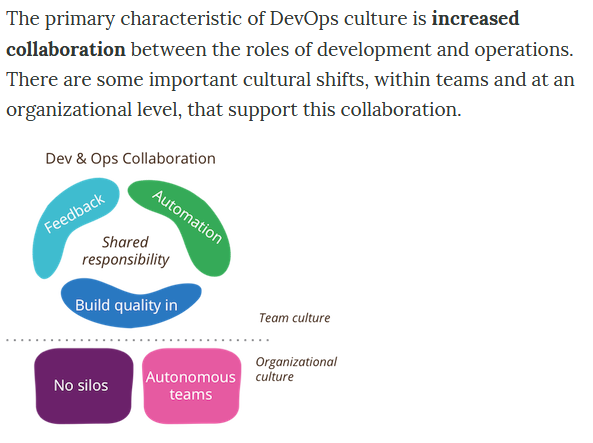 The primary characteristic of DevOps culture is increased
collaboration between the roles of development and operations.
There are some important cultural shifts, within teams and at an
organizational level, that support this collaboration.
Dev & Ops Collaboration
Feedback
Automation
Shared
responsibility
Build quality in
Team culture
No silos
Autonomous
teams
Organizational
culture